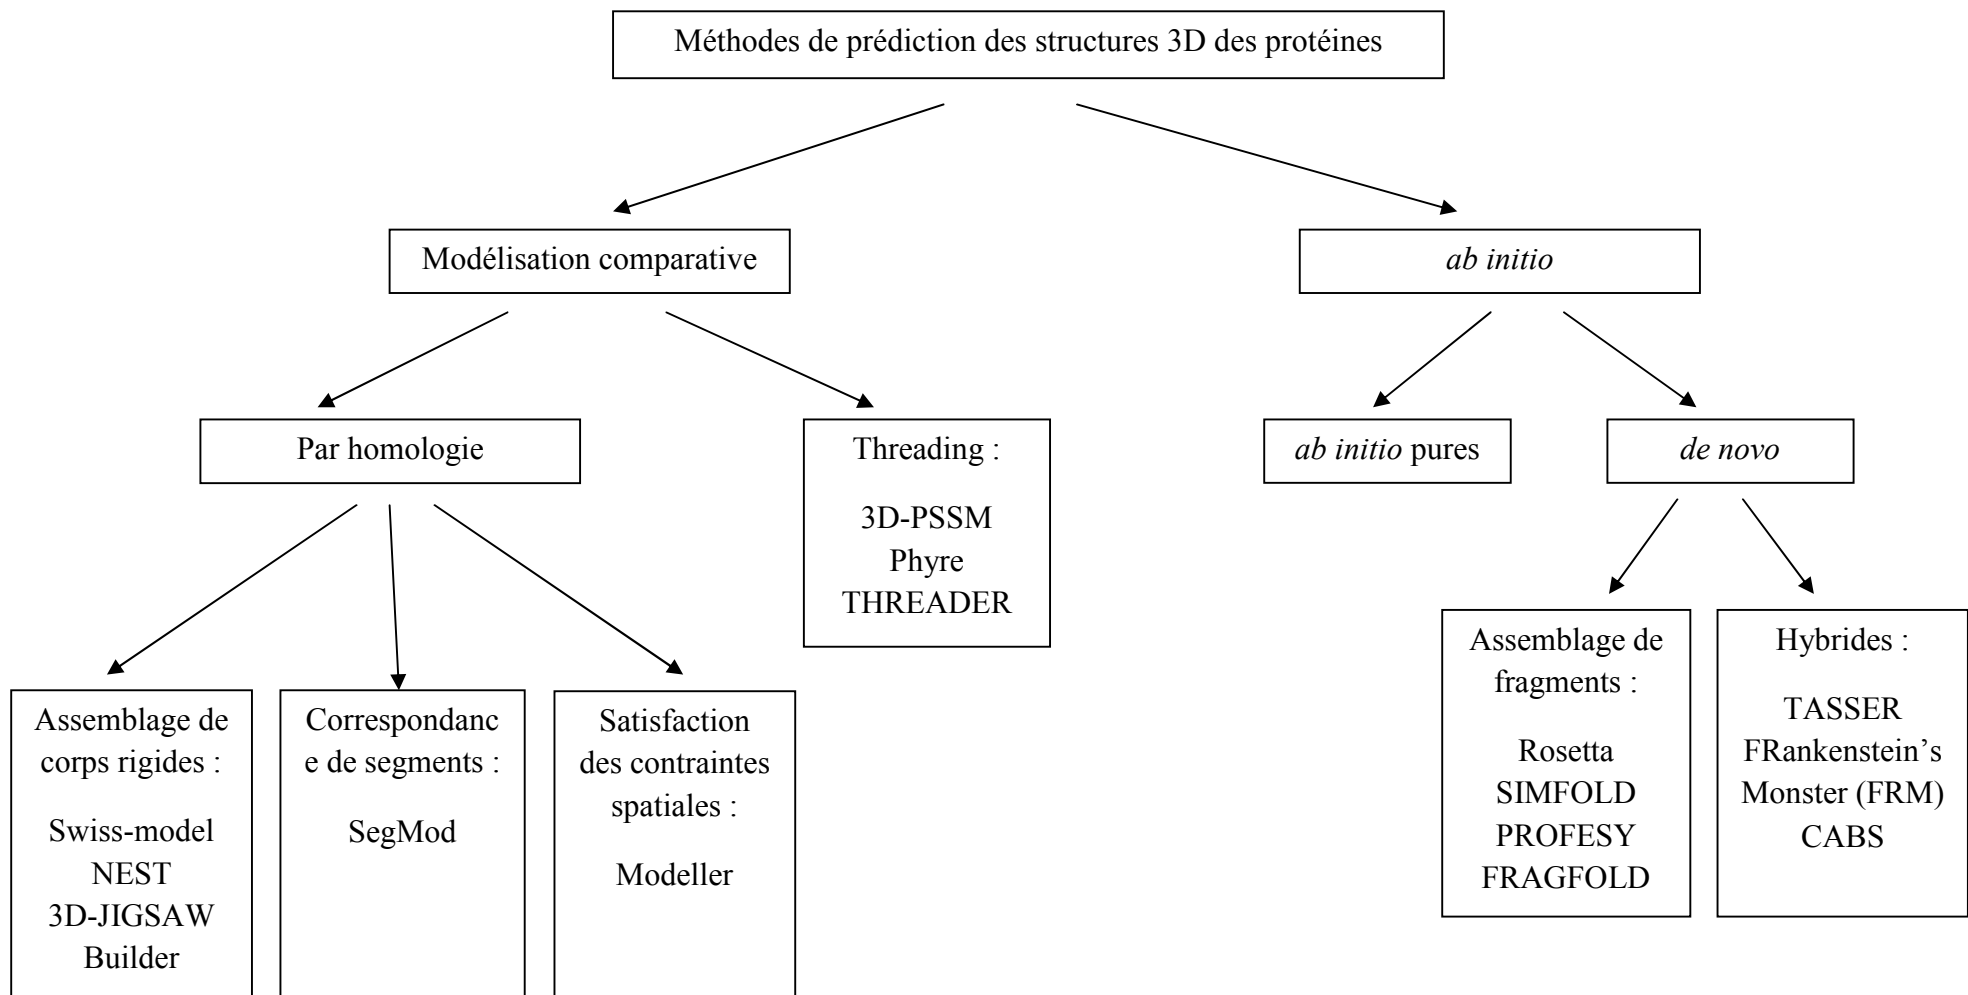 Méthodes de prédiction des structures 3D des protéines
Modélisation comparative
ab initio
Par homologie
Threading :
3D-PSSM
Phyre
THREADER
ab initio pures
de novo
Assemblage de
corps rigides :
Swiss-model
NEST
3D-JIGSAW
Builder
Correspondanc
e de segments :
SegMod
Satisfaction
des contraintes
spatiales :
Modeller
Assemblage de
fragments :
Rosetta
SIMFOLD
PROFESY
FRAGFOLD
Hybrides :
TASSER
FRankenstein’s
Monster (FRM)
CABS